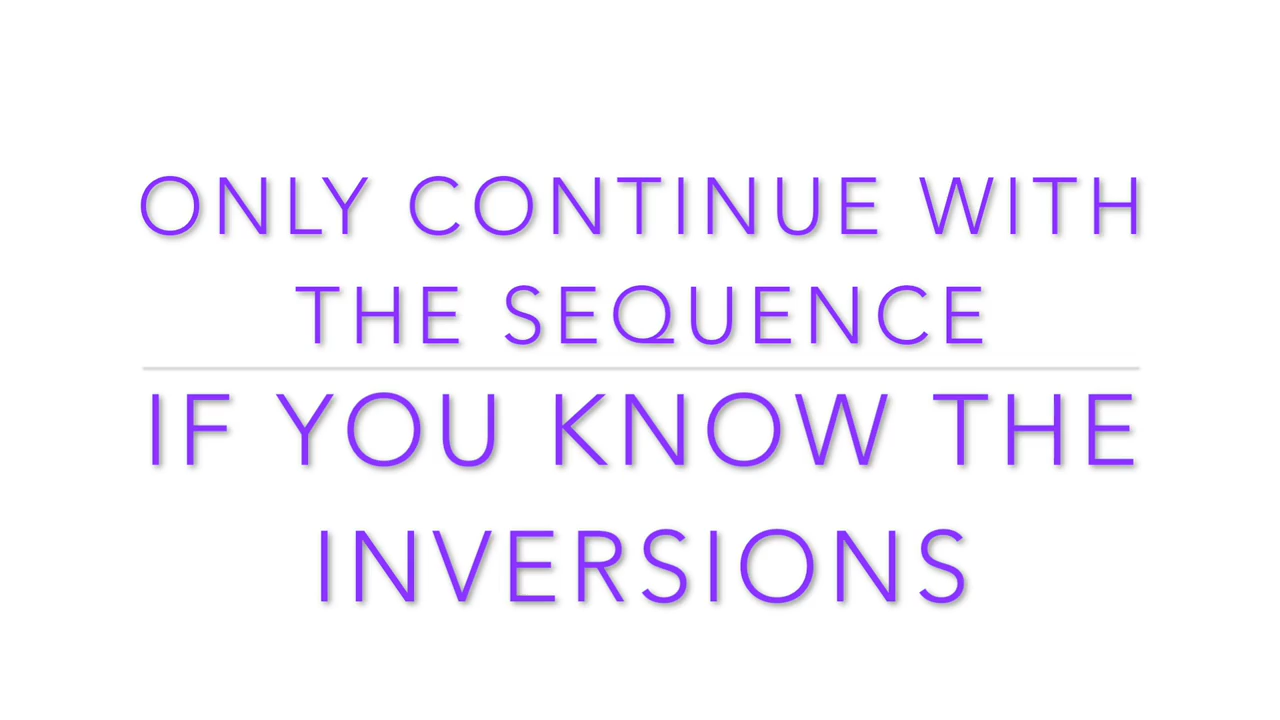 ONLY CONTINUE WITH
THE SEQUENCE
IF YOU KNOW THE
INVERSIONS